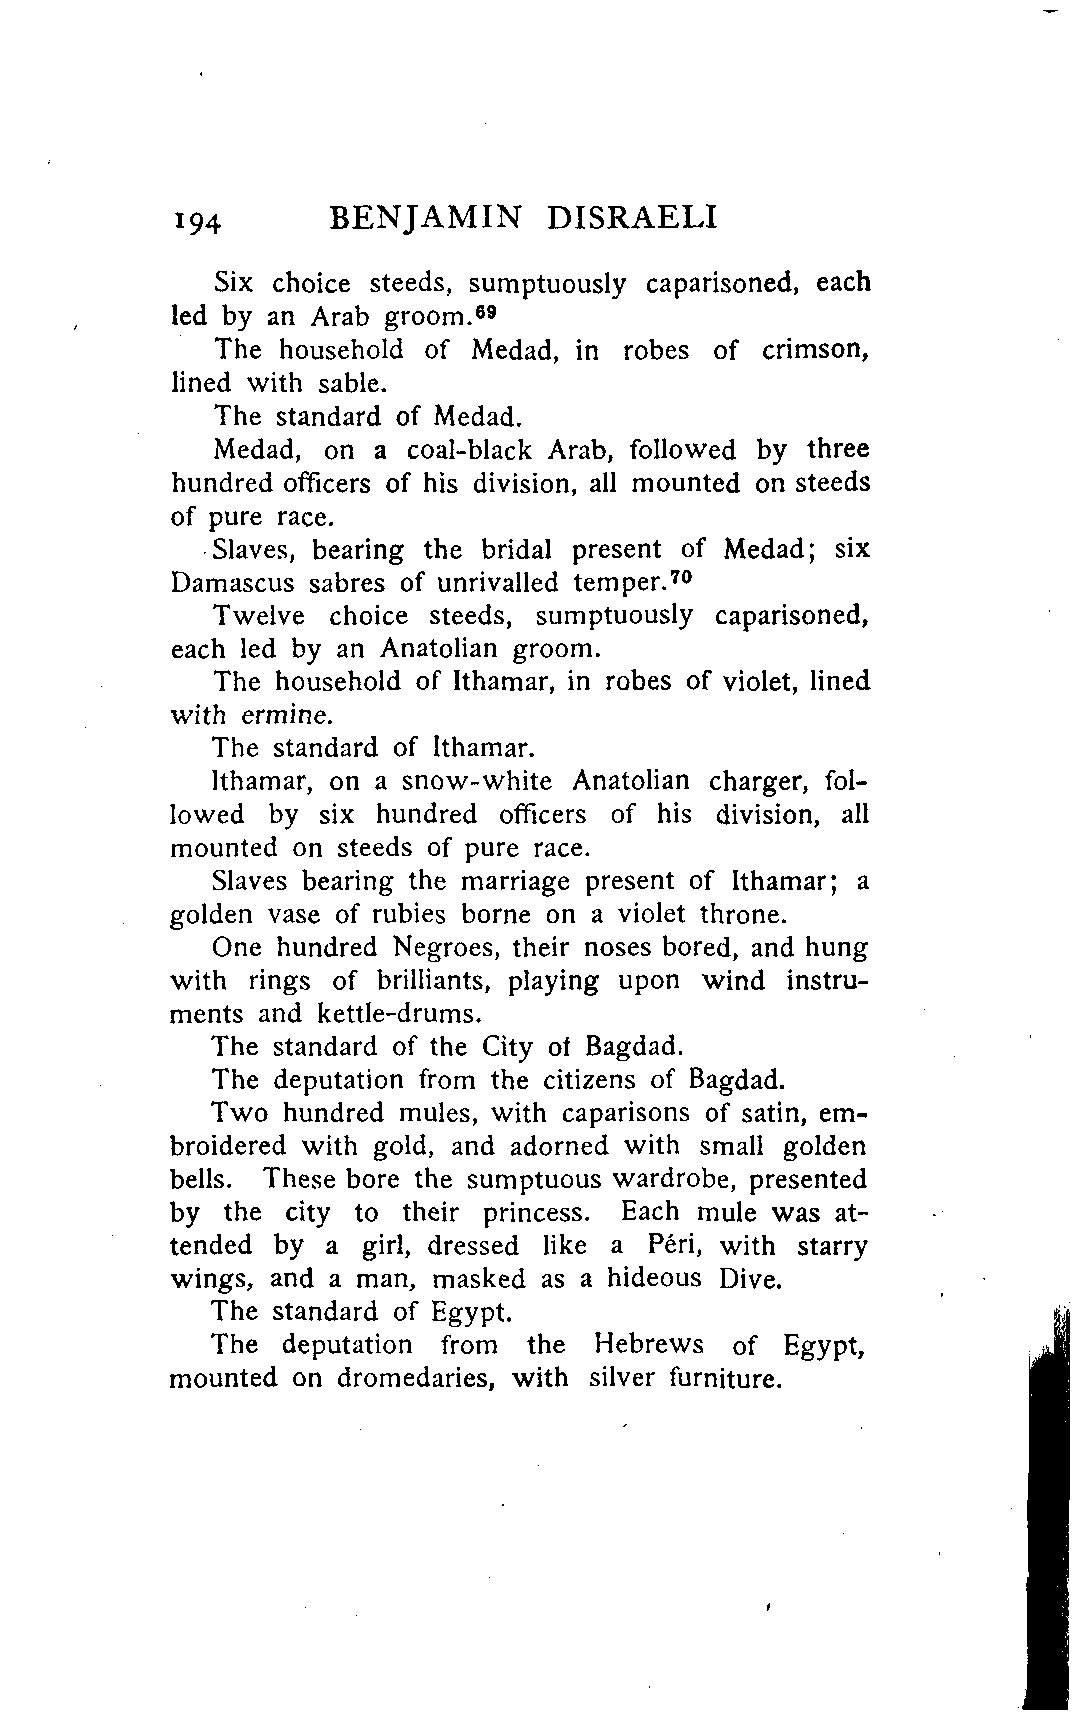 194 BENJAMIN DISRAELI
Six choice steeds, sumptuously caparisoned, each
led by an Arab groom.⁶⁹
The household of Medad, in robes of crimson,
lined with sable.
The standard of Medad.
Medad, on a coal-black Arab, followed by three
hundred officers of his division, all mounted on steeds
of pure race.
Slaves, bearing the bridal present of Medad; six
Damascus sabres of unrivalled temper.⁷⁰
Twelve choice steeds, sumptuously caparisoned,
each led by an Anatolian groom.
The household of Ithamar, in robes of violet, lined
with ermine.
The standard of Ithamar.
Ithamar, on a snow-white Anatolian charger, fol-
lowed by six hundred officers of his division, all
mounted on steeds of pure race.
Slaves bearing the marriage present of Ithamar; a
golden vase of rubies borne on a violet throne.
One hundred Negroes, their noses bored, and hung
with rings of brilliants, playing upon wind instru-
ments and kettle-drums.
The standard of the City of Bagdad.
The deputation from the citizens of Bagdad.
Two hundred mules, with caparisons of satin, em-
broidered with gold, and adorned with small golden
bells. These bore the sumptuous wardrobe, presented
by the city to their princess. Each mule was at-
tended by a girl, dressed like a Péri, with starry
wings, and a man, masked as a hideous Dive.
The standard of Egypt.
The deputation from the Hebrews of Egypt,
mounted on dromedaries, with silver furniture.